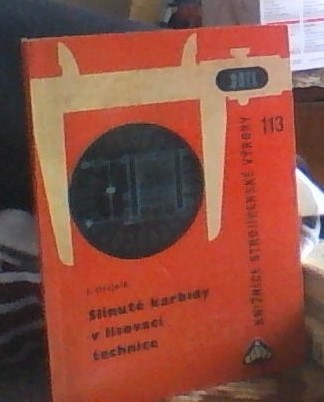 SNTL
113
KNIŽNICE STROJÍRENSKÉ VÝROBY
Slinuté karbidy
v lisovací
technice